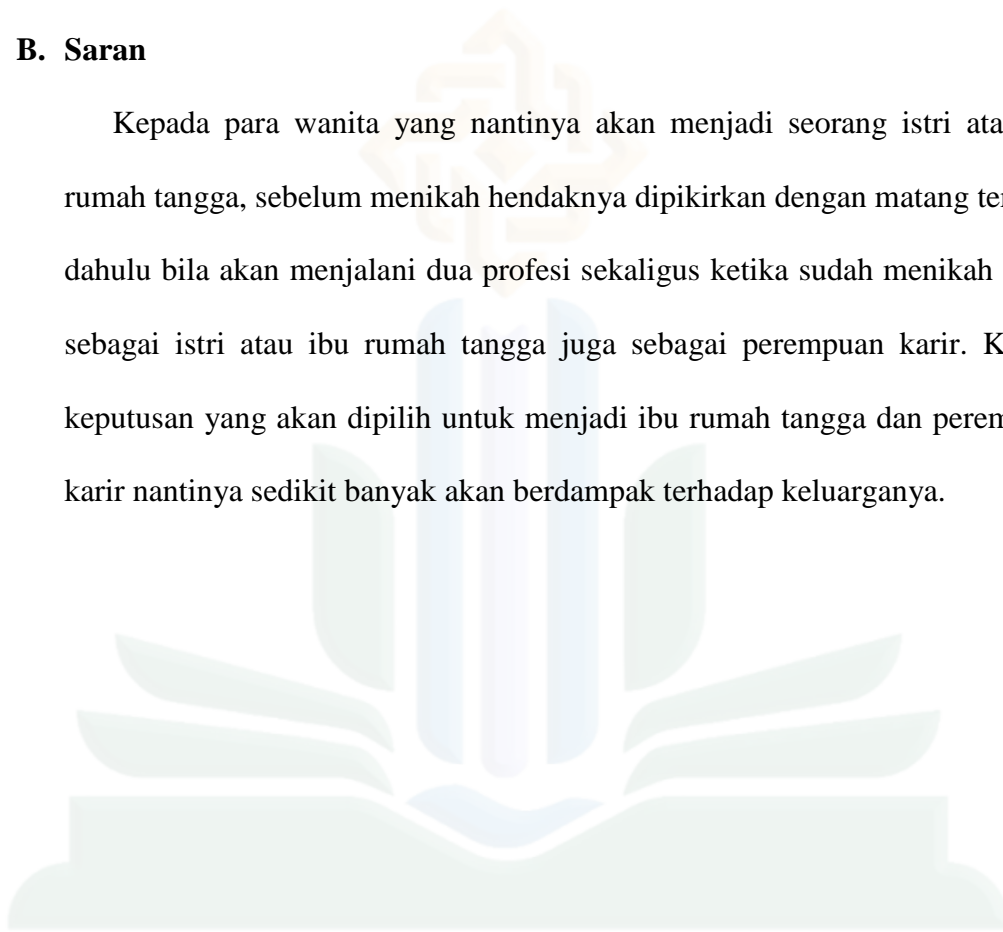 B. Saran
Kepada para wanita yang nantinya akan menjadi seorang istri ata
rumah tangga, sebelum menikah hendaknya dipikirkan dengan matang ter
dahulu bila akan menjalani dua profesi sekaligus ketika sudah menikah
sebagai istri atau ibu rumah tangga juga sebagai perempuan karir. K
keputusan yang akan dipilih untuk menjadi ibu rumah tangga dan perem
karir nantinya sedikit banyak akan berdampak terhadap keluarganya.